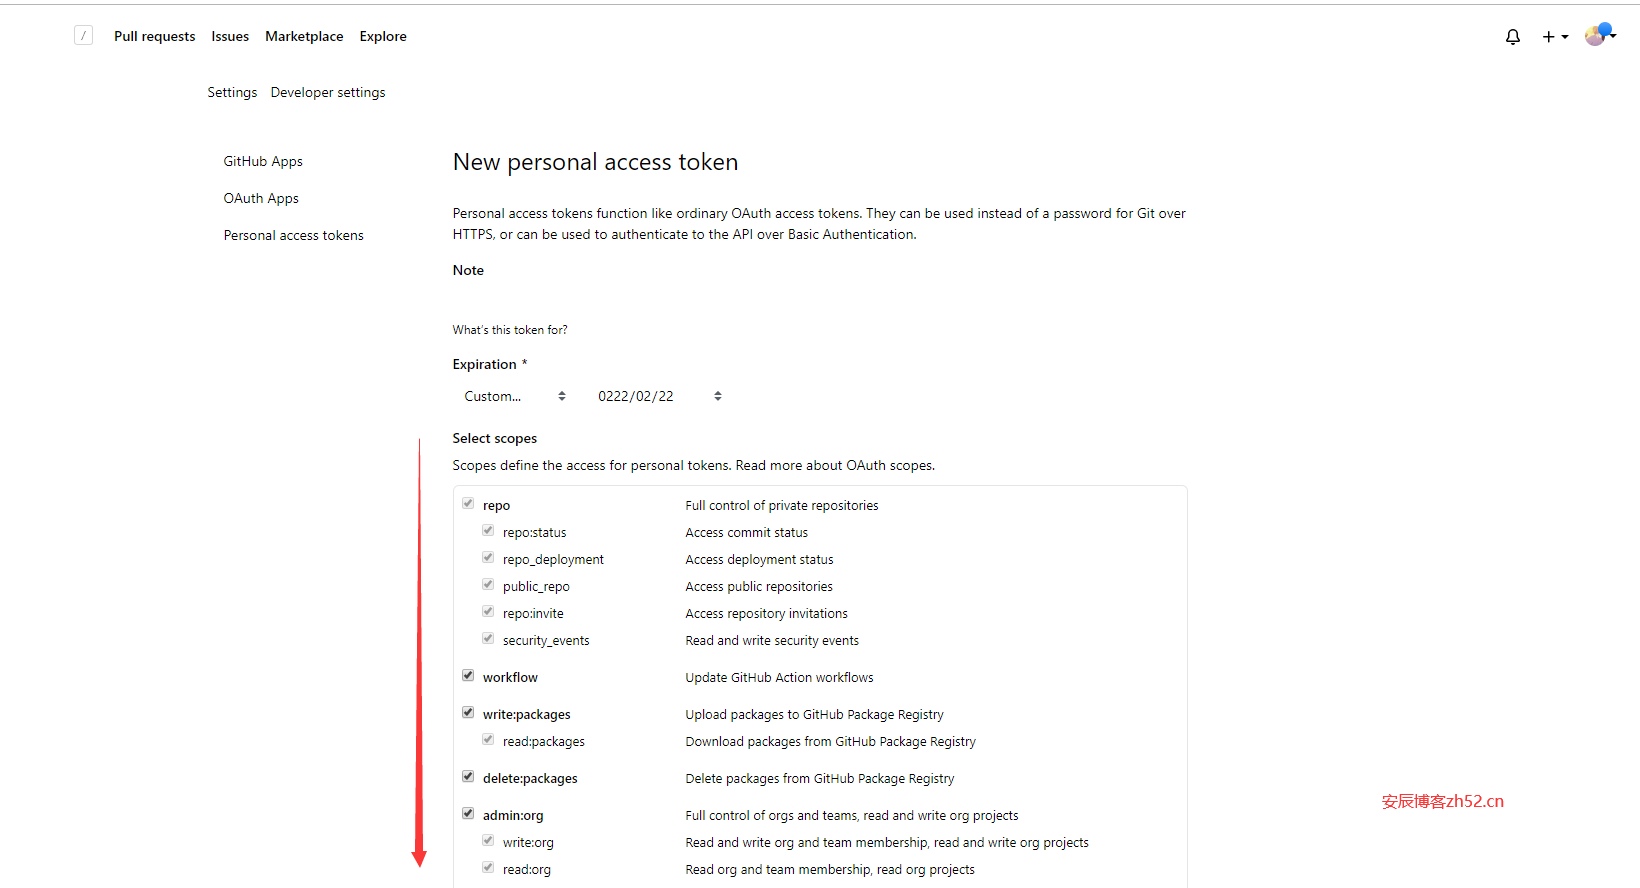 / Pull requests Issues Marketplace Explore
Settings Developer settings
GitHub Apps
OAuth Apps
Personal access tokens
New personal access token
Personal access tokens function like ordinary OAuth access tokens. They can be used instead of a password for Git over
HTTPS, or can be used to authenticate to the API over Basic Authentication.
Note
What's this token for?
Expiration *
Custom... 0222/02/22
Select scopes
Scopes define the access for personal tokens. Read more about OAuth scopes.
repo Full control of private repositories
repo:status Access commit status
repo_deployment Access deployment status
public_repo Access public repositories
repo:invite Access repository invitations
security_events Read and write security events
workflow Update GitHub Action workflows
write:packages Upload packages to GitHub Package Registry
read:packages Download packages from GitHub Package Registry
delete:packages Delete packages from GitHub Package Registry
admin:org Full control of orgs and teams, read and write org projects
write:org Read and write org and team membership, read and write org projects
read:org Read org and team membership, read org projects
安辰博客zh52.cn